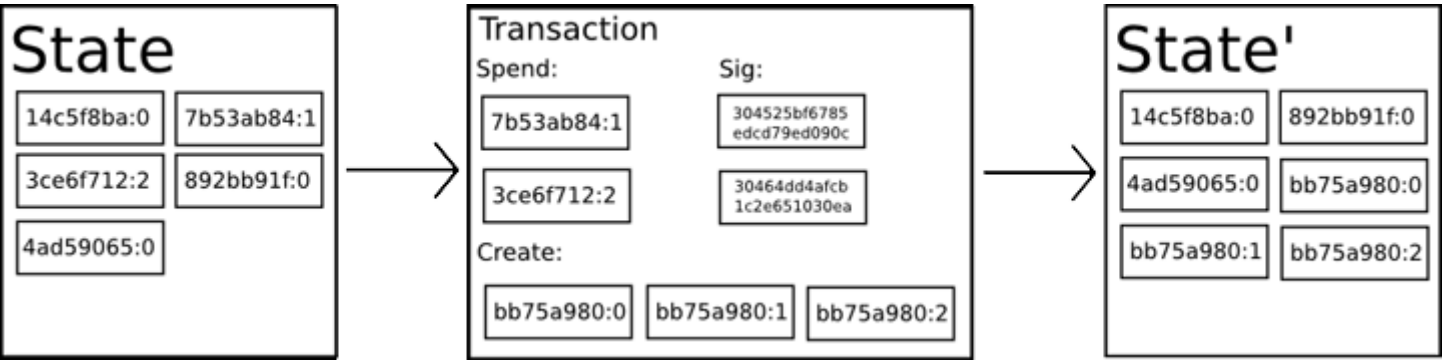 State
14c5f8ba:0 7b53ab84:1
3ce6f712:2 892bb91f:0
4ad59065:0
Transaction
Spend: Sig:
7b53ab84:1
304525bf6785
edcd79ed090c
3ce6f712:2
30464dd4afcb
1c2e651030ea
Create:
bb75a980:0 bb75a980:1 bb75a980:2
State'
14c5f8ba:0 892bb91f:0
4ad59065:0 bb75a980:0
bb75a980:1 bb75a980:2